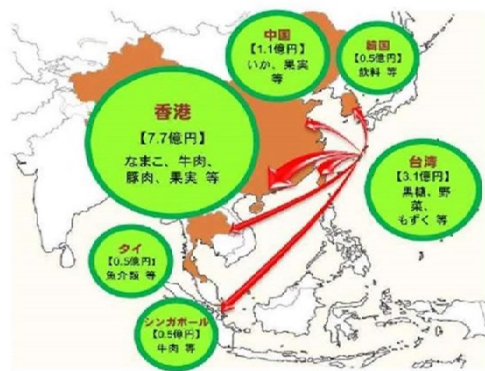 中国
【1.1億円】
いか、果実
等
韓国
【0.5億円】
飲料 等
香港
【7.7億円】
なまこ、牛肉、
豚肉、果実 等
台湾
【3.1億円】
黒糖、野
菜、
もずく 等
タイ
【0.5億円】
魚介類 等
シンガポール
【0.5億円】
牛肉 等